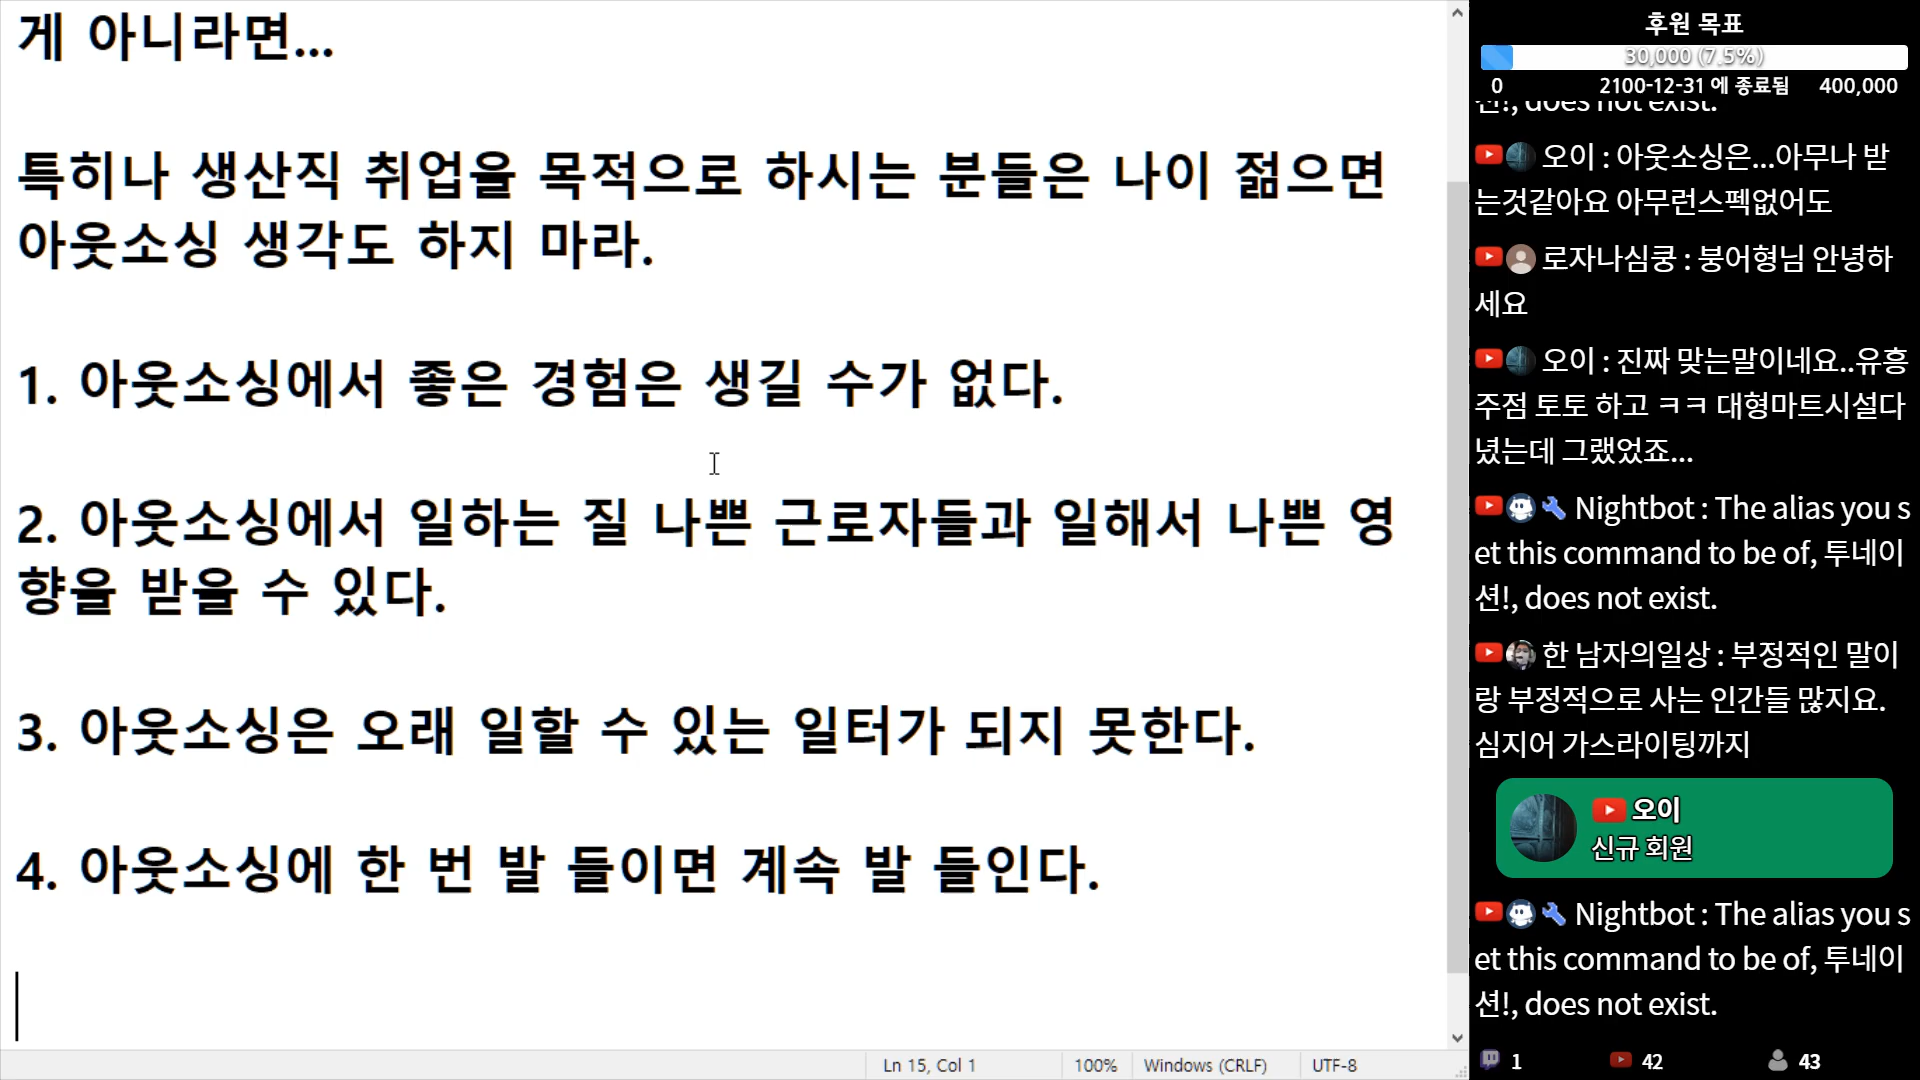 게 아니라면...
특히나 생산직 취업을 목적으로 하시는 분들은 나이 젊으면
아웃소싱 생각도 하지 마라.
1. 아웃소싱에서 좋은 경험은 생길 수가 없다.
2. 아웃소싱에서 일하는 질 나쁜 근로자들과 일해서 나쁜 영
향을 받을 수 있다.
3. 아웃소싱은 오래 일할 수 있는 일터가 되지 못한다.
4. 아웃소싱에 한 번 발 들이면 계속 발 들인다.
Ln 15, Col 1
100%
Windows (CRLF)
UTF-8
후원 목표
30,000 (7.5%)
0
2100-12-31 에 종료됨
400,000
션!, does not exist.
오이 : 아웃소싱은...아무나 받
는것같아요 아무런스펙없어도
로자나심쿵 : 붕어형님 안녕하
세요
오이 : 진짜 맞는말이네요..유흥
주점 토토 하고 ㅋㅋ 대형마트시설다
녔는데 그랬었죠...
Nightbot : The alias you s
et this command to be of, 투네이
션!, does not exist.
한 남자의일상 : 부정적인 말이
랑 부정적으로 사는 인간들 많지요.
심지어 가스라이팅까지
오이
신규 회원
Nightbot : The alias you s
et this command to be of, 투네이
션!, does not exist.
1
42
43